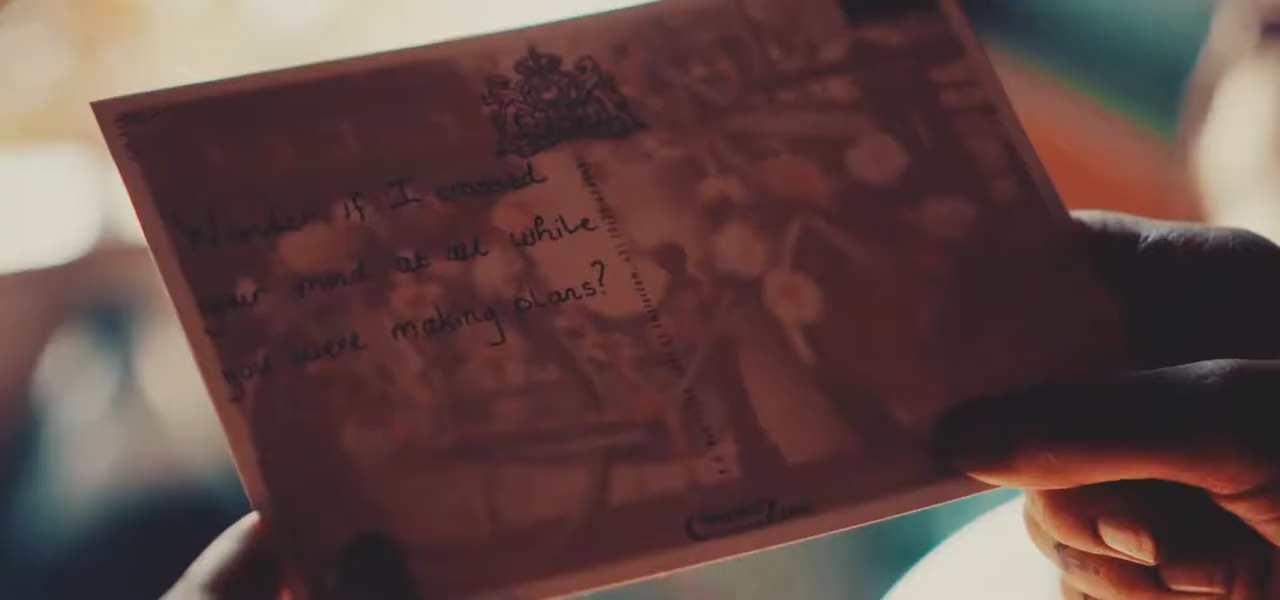 Wonder if I crossed
your mind at all while
you were making plans?